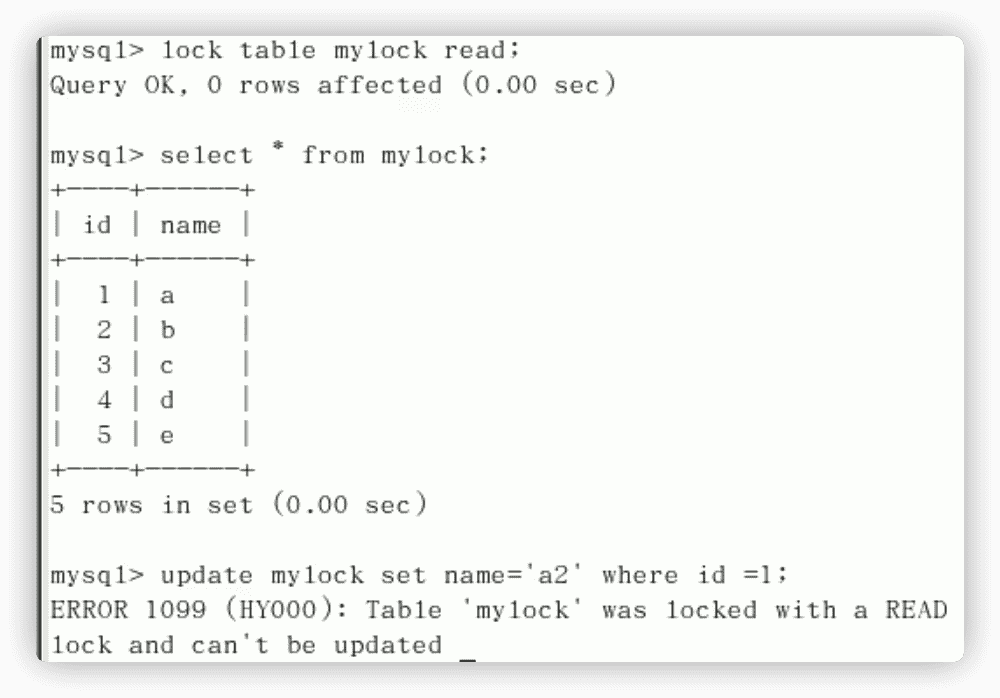 mysql> lock table mylock read;
Query OK, 0 rows affected (0.00 sec)
mysql> select * from mylock;
+----+------+
| id | name |
+----+------+
|  1 | a    |
|  2 | b    |
|  3 | c    |
|  4 | d    |
|  5 | e    |
+----+------+
5 rows in set (0.00 sec)
mysql> update mylock set name='a2' where id =1;
ERROR 1099 (HY000): Table 'mylock' was locked with a READ
lock and can't be updated _